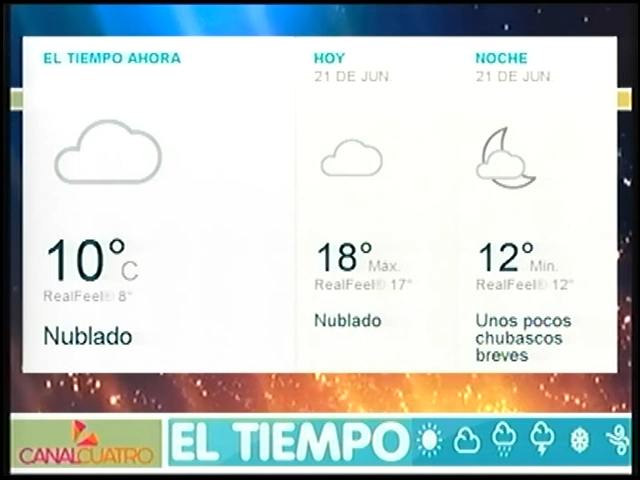 EL TIEMPO AHORA
10°C
RealFeel® 8°
Nublado
HOY
21 DE JUN
18° Máx.
RealFeel® 17°
Nublado
NOCHE
21 DE JUN
12° Mín.
RealFeel® 12°
Unos pocos
chubascos
breves
CANALCUATRO
EL TIEMPO